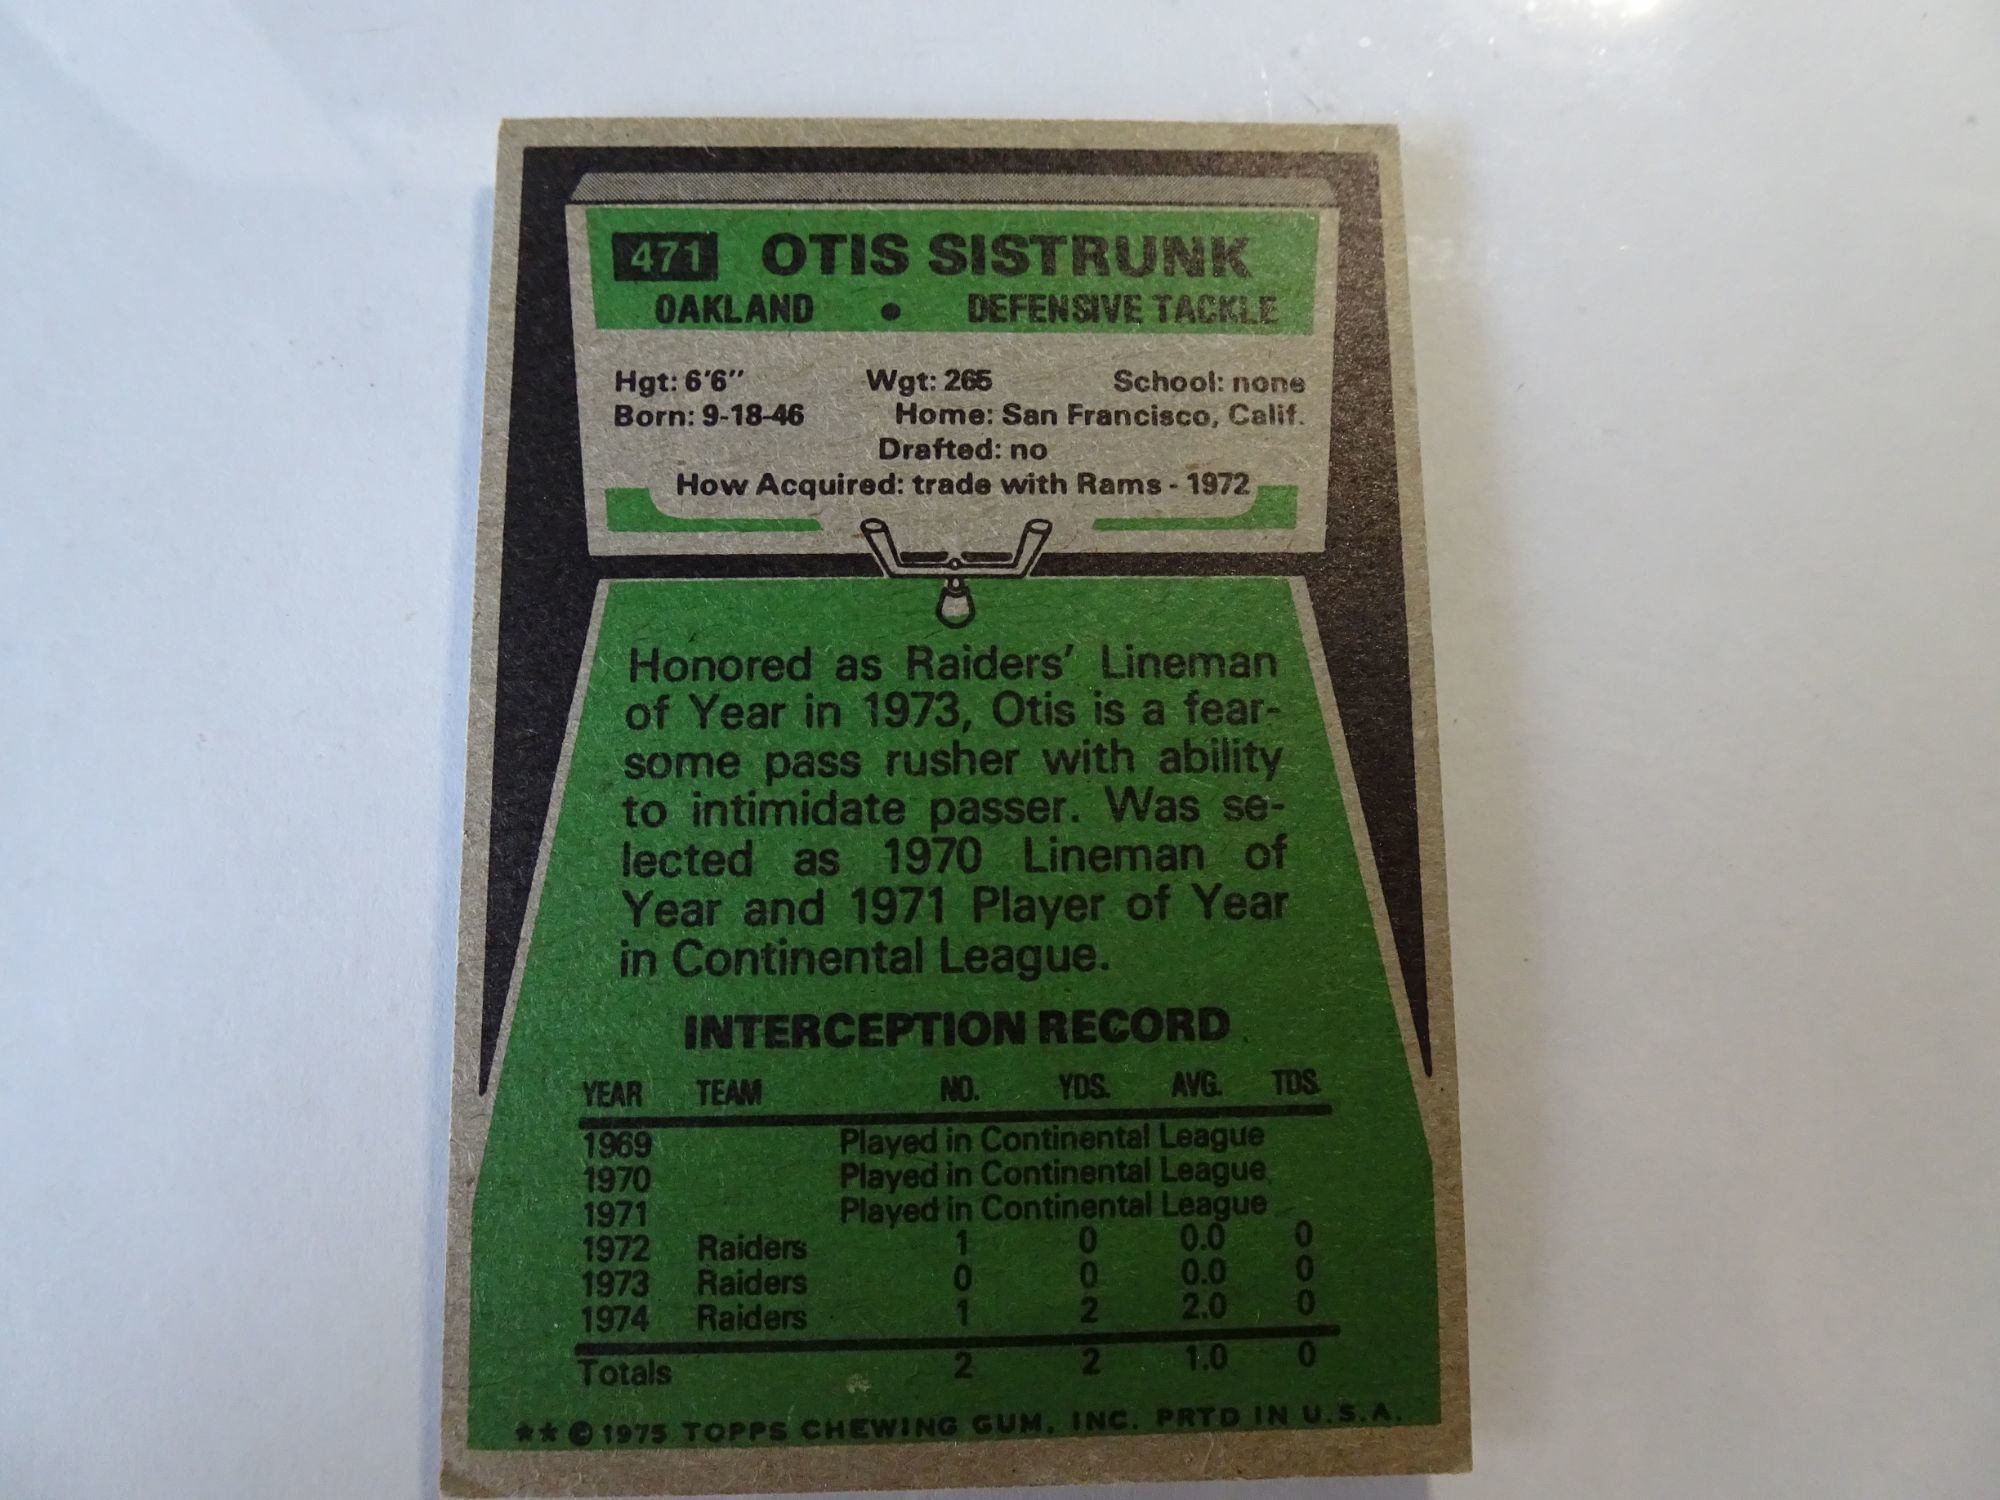 471 OTIS SISTRUNK
OAKLAND • DEFENSIVE TACKLE
Hgt: 6'6" Wgt: 265 School: none
Born: 9-18-46 Home: San Francisco, Calif.
Drafted: no
How Acquired: trade with Rams - 1972
Honored as Raiders' Lineman
of Year in 1973, Otis is a fear-
some pass rusher with ability
to intimidate passer. Was se-
lected as 1970 Lineman of
Year and 1971 Player of Year
in Continental League.
INTERCEPTION RECORD
YEAR TEAM NO. YDS. AVG. TDS.
1969 Played in Continental League
1970 Played in Continental League
1971 Played in Continental League
1972 Raiders 1 0 0.0 0
1973 Raiders 0 0 0.0 0
1974 Raiders 1 2 2.0 0
Totals 2 2 1.0 0
** © 1975 TOPPS CHEWING GUM, INC. PRTD IN U.S.A.